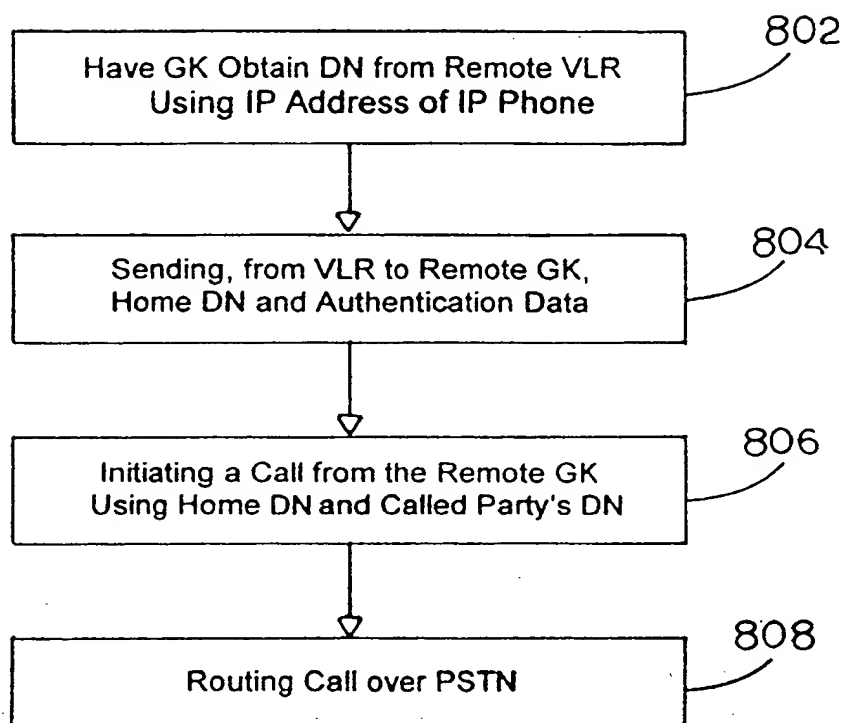 802
Have GK Obtain DN from Remote VLR
Using IP Address of IP Phone
804
Sending, from VLR to Remote GK,
Home DN and Authentication Data
806
Initiating a Call from the Remote GK
Using Home DN and Called Party's DN
808
Routing Call over PSTN